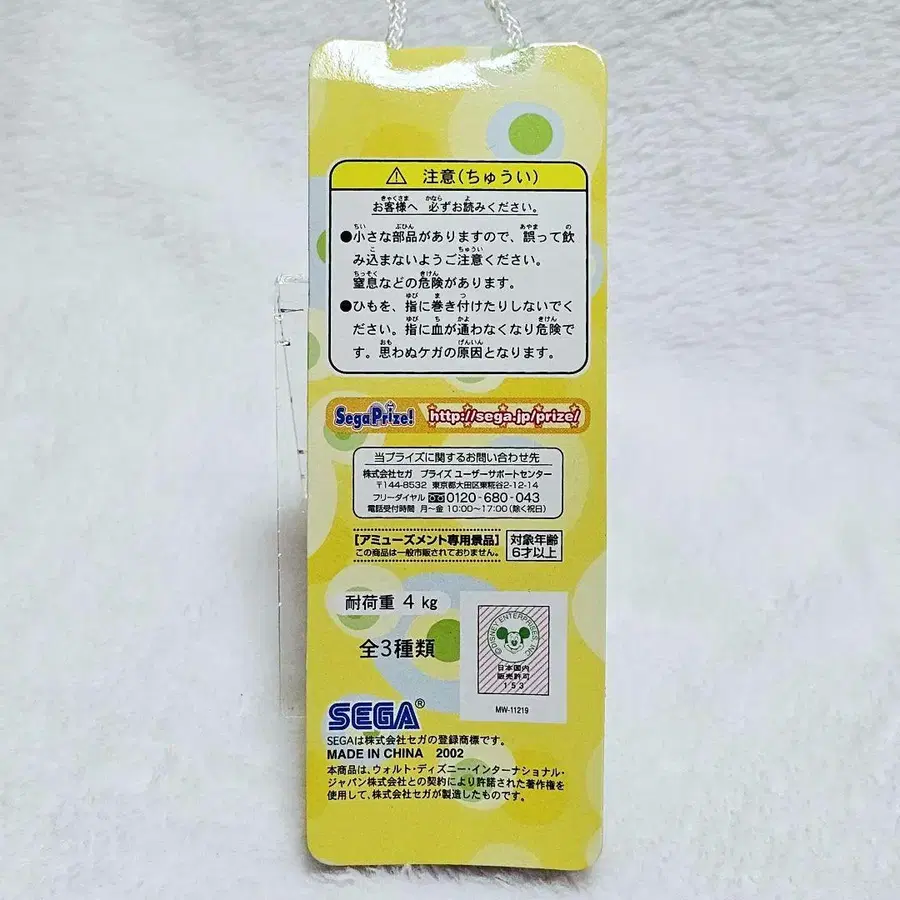 ⚠ 注意(ちゅうい)
お客様へ 必ずお読みください。
●小さな部品がありますので、誤って飲
み込まないようご注意ください。
窒息などの危険があります。
●ひもを、指に巻き付けたりしないでく
ださい。指に血が通わなくなり危険で
す。思わぬケガの原因となります。
SegaPrize! http://sega.jp/prize/
当プライズに関するお問い合わせ先
株式会社セガ プライズ ユーザーサポートセンター
〒144-8532 東京都大田区東糀谷2-12-14
フリーダイヤル 0120-680-043
電話受付時間 月〜金 10:00〜17:00(除く祝日)
[アミューズメント専用景品]
この商品は一般市販されておりません。
対象年齢
6才以上
耐荷重 4 kg
全3種類
© DISNEY ENTERPRISES, INC.
日本国内
販売許可
153
MW-11219
SEGA®
SEGAは株式会社セガの登録商標です。
MADE IN CHINA 2002
本商品は、ウォルト・ディズニー・インターナショナル・
ジャパン株式会社との契約により許諾された著作権を
使用して、株式会社セガが製造したものです。